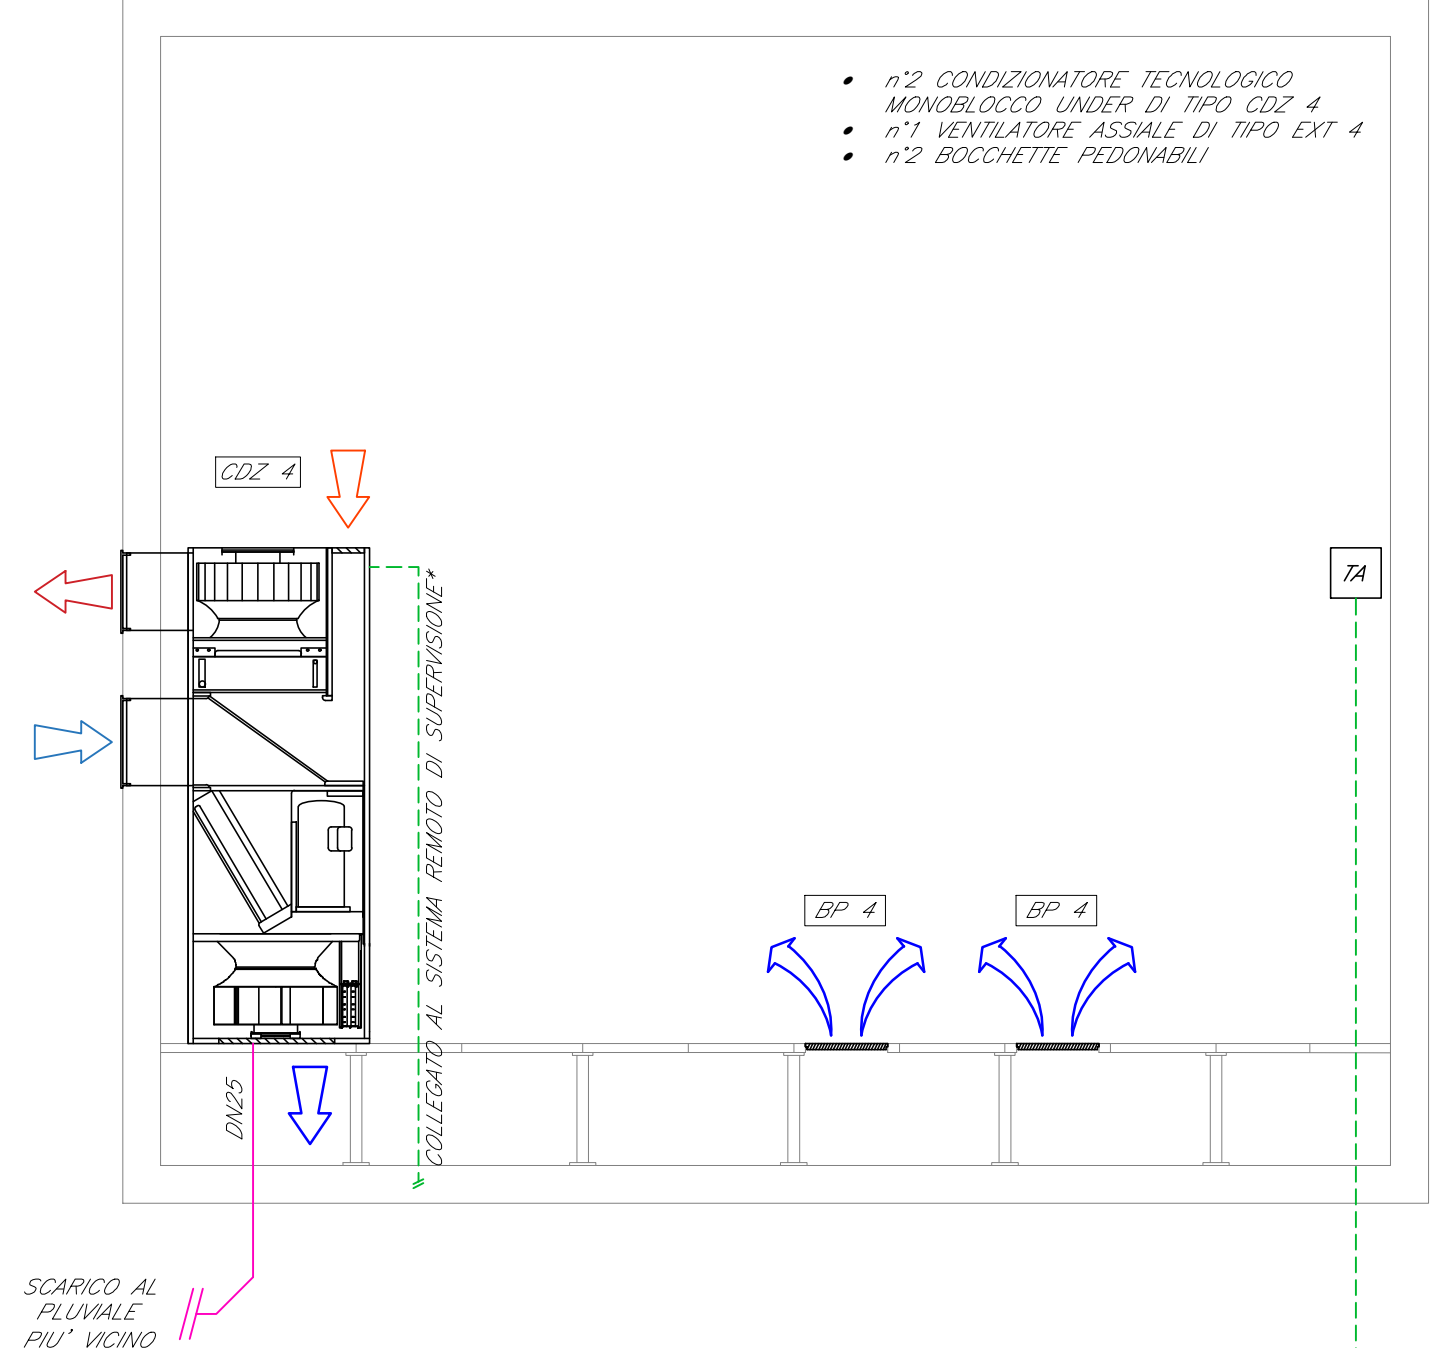 • n°2 CONDIZIONATORE TECNOLOGICO
MONOBLOCCO UNDER DI TIPO CDZ 4
• n°1 VENTILATORE ASSIALE DI TIPO EXT 4
• n°2 BOCCHETTE PEDONABILI
CDZ 4
TA
COLLEGATO AL SISTEMA REMOTO DI SUPERVISIONE*
BP 4
BP 4
DN25
SCARICO AL
PLUVIALE
PIU' VICINO